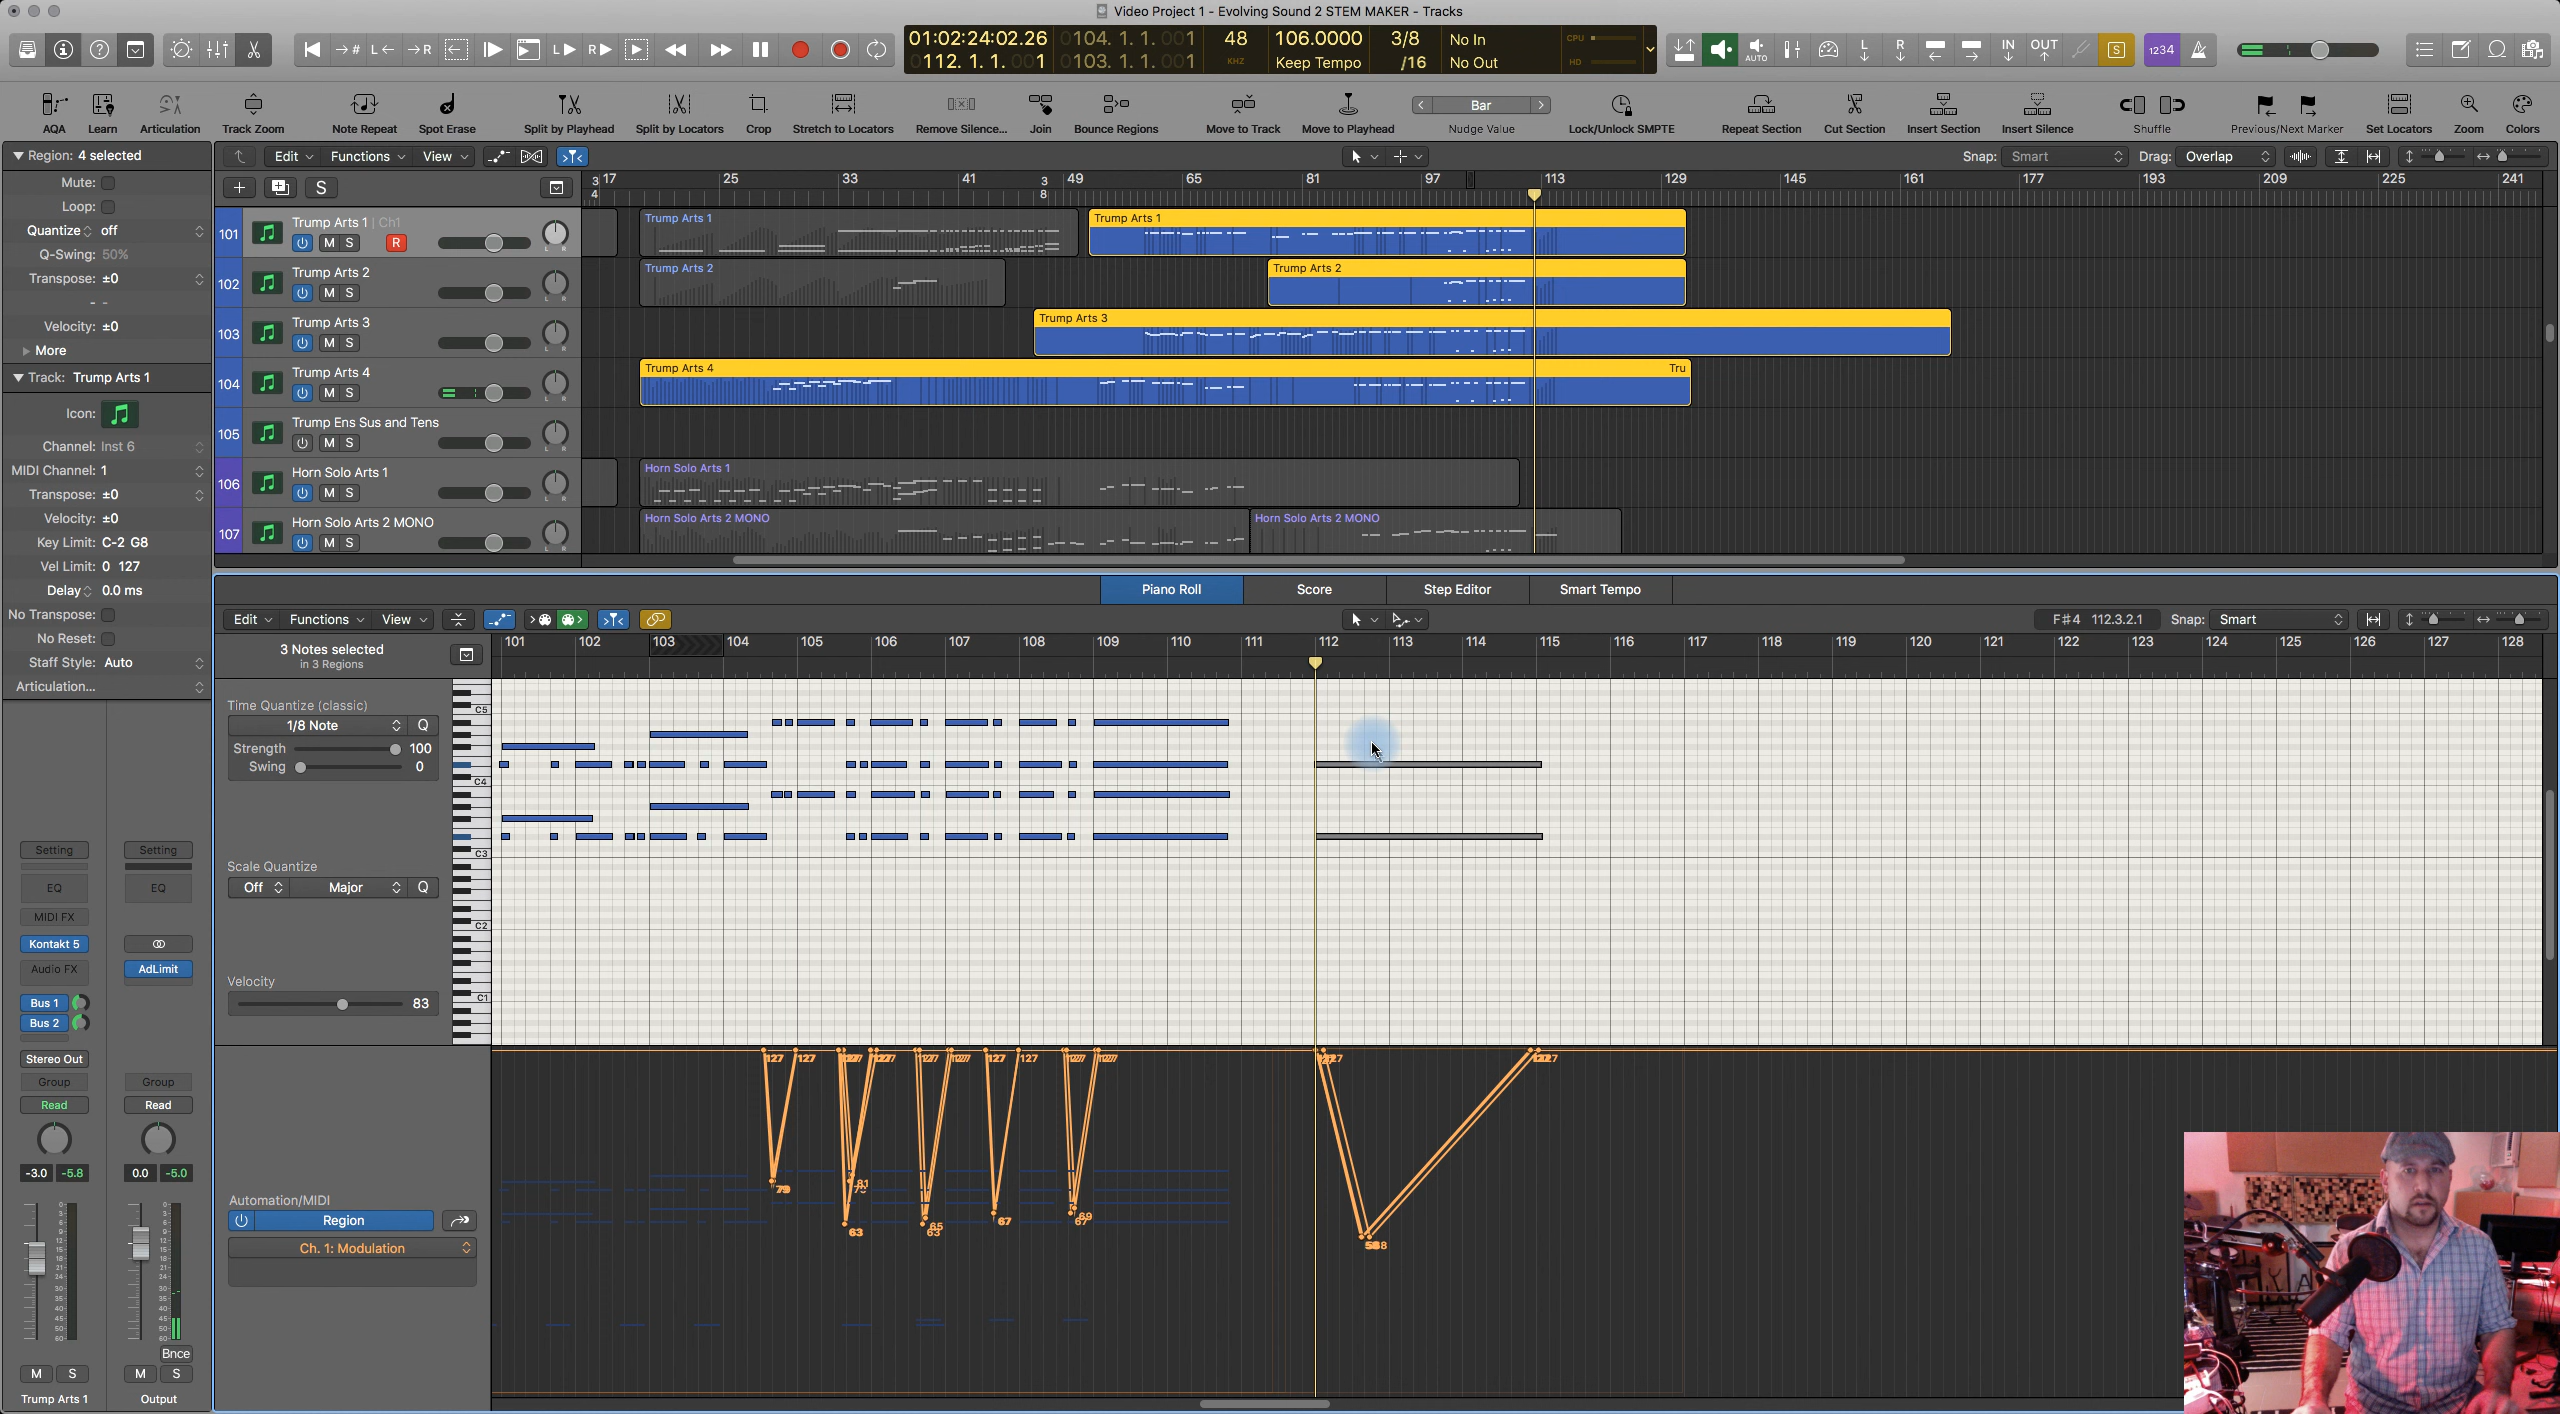 Video Project 1 - Evolving Sound 2 STEM MAKER - Tracks
01:02:24:02.26 0104. 1. 1. 001 48 106.0000 3/8 No In CPU
0112. 1. 1. 001 0103. 1. 1. 001 KHZ Keep Tempo /16 No Out HD
AUTO L R IN OUT S 1234
AQA Learn Articulation Track Zoom Note Repeat Spot Erase Split by Playhead Split by Locators Crop Stretch to Locators Remove Silence... Join Bounce Regions Move to Track Move to Playhead Nudge Value Lock/Unlock SMPTE Repeat Section Cut Section Insert Section Insert Silence Shuffle Previous/Next Marker Set Locators Zoom Colors
Bar
Region: 4 selected
Mute:
Loop:
Quantize off
Q-Swing: 50%
Transpose: ±0
- -
Velocity: ±0
More
Track: Trump Arts 1
Icon:
Channel: Inst 6
MIDI Channel: 1
Transpose: ±0
Velocity: ±0
Key Limit: C-2 G8
Vel Limit: 0 127
Delay 0.0 ms
No Transpose:
No Reset:
Staff Style: Auto
Articulation...
Setting Setting
EQ EQ
MIDI FX
Kontakt 5
Audio FX AdLimit
Bus 1
Bus 2
Stereo Out
Group Group
Read Read
-3.0 -5.8 0.0 -5.0
Bnce
M S M S
Trump Arts 1 Output
Edit Functions View Snap: Smart Drag: Overlap
S
17 25 33 41 49 65 81 97 113 129 145 161 177 193 209 225 241
3 4
3 8
101 Trump Arts 1 | Ch1
M S R
102 Trump Arts 2
M S
103 Trump Arts 3
M S
104 Trump Arts 4
M S
105 Trump Ens Sus and Tens
M S
106 Horn Solo Arts 1
M S
107 Horn Solo Arts 2 MONO
M S
Trump Arts 1 Trump Arts 1
Trump Arts 2 Trump Arts 2
Trump Arts 3
Trump Arts 4 Tru
Horn Solo Arts 1
Horn Solo Arts 2 MONO Horn Solo Arts 2 MONO
Piano Roll Score Step Editor Smart Tempo
Edit Functions View F#4 112.3.2.1 Snap: Smart
101 102 103 104 105 106 107 108 109 110 111 112 113 114 115 116 117 118 119 120 121 122 123 124 125 126 127 128
3 Notes selected
in 3 Regions
Time Quantize (classic)
1/8 Note Q
Strength 100
Swing 0
Scale Quantize
Off Major Q
Velocity
83
C5
C4
C3
C2
C1
Automation/MIDI
Region
Ch. 1: Modulation
127 127 127 127 127 127 127 127 127 127
79 81 63 65 63 67 69 67